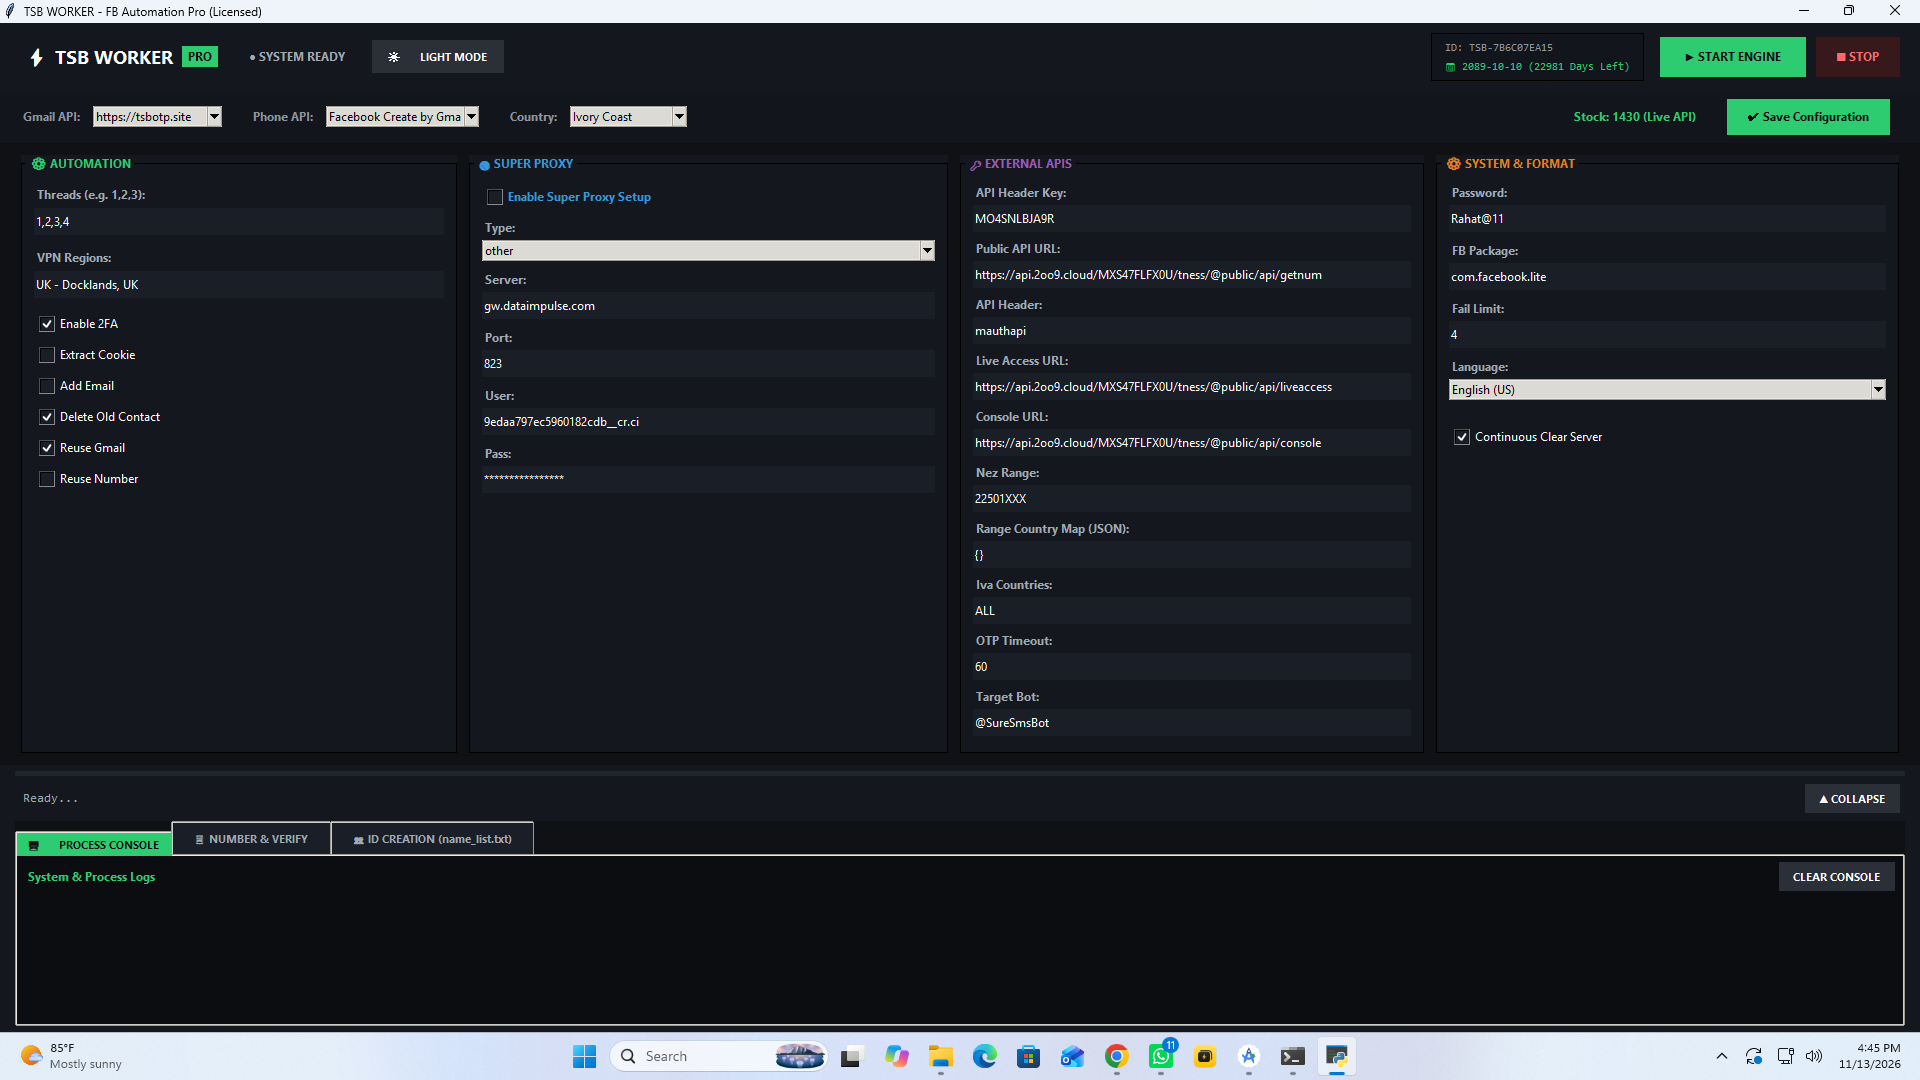 TSB WORKER - FB Automation Pro (Licensed)
TSB WORKER PRO
● SYSTEM READY
LIGHT MODE
ID: TSB-7B6C07EA15
2089-10-10 (22981 Days Left)
► START ENGINE
■ STOP
Gmail API: https://tsbotp.site
Phone API: Facebook Create by Gma
Country: Ivory Coast
Stock: 1430 (Live API)
✔ Save Configuration
AUTOMATION
Threads (e.g. 1,2,3):
1,2,3,4
VPN Regions:
UK - Docklands, UK
Enable 2FA
Extract Cookie
Add Email
Delete Old Contact
Reuse Gmail
Reuse Number
SUPER PROXY
Enable Super Proxy Setup
Type:
other
Server:
gw.dataimpulse.com
Port:
823
User:
9edaa797ec5960182cdb__cr.ci
Pass:
****************
EXTERNAL APIS
API Header Key:
MO4SNLBJA9R
Public API URL:
https://api.2oo9.cloud/MXS47FLFX0U/tness/@public/api/getnum
API Header:
mauthapi
Live Access URL:
https://api.2oo9.cloud/MXS47FLFX0U/tness/@public/api/liveaccess
Console URL:
https://api.2oo9.cloud/MXS47FLFX0U/tness/@public/api/console
Nez Range:
22501XXX
Range Country Map (JSON):
{}
Iva Countries:
ALL
OTP Timeout:
60
Target Bot:
@SureSmsBot
SYSTEM & FORMAT
Password:
Rahat@11
FB Package:
com.facebook.lite
Fail Limit:
4
Language:
English (US)
Continuous Clear Server
Ready...
▲ COLLAPSE
PROCESS CONSOLE
NUMBER & VERIFY
ID CREATION (name_list.txt)
System & Process Logs
CLEAR CONSOLE
85°F
Mostly sunny
Search
11
4:45 PM
11/13/2026